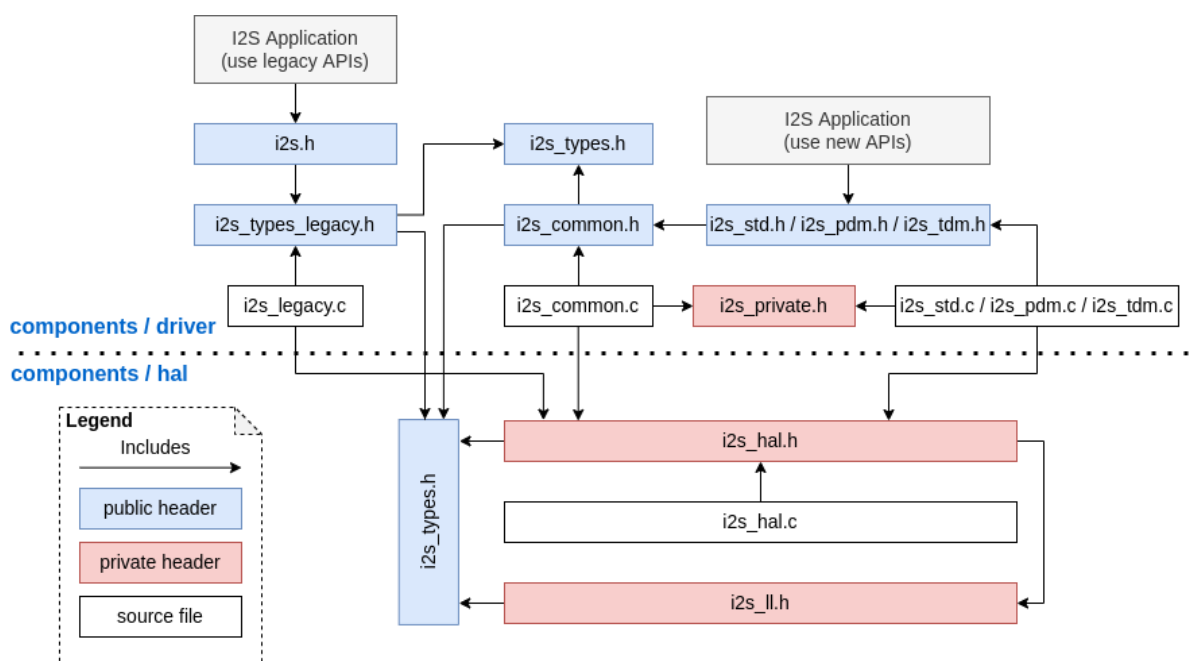 I2S Application
(use legacy APIs)
I2S Application
(use new APIs)
i2s.h
i2s_types.h
i2s_types_legacy.h
i2s_common.h
i2s_std.h / i2s_pdm.h / i2s_tdm.h
i2s_legacy.c
i2s_common.c
i2s_private.h
i2s_std.c / i2s_pdm.c / i2s_tdm.c
components / driver
components / hal
Legend
Includes
public header
private header
source file
i2s_types.h
i2s_hal.h
i2s_hal.c
i2s_ll.h